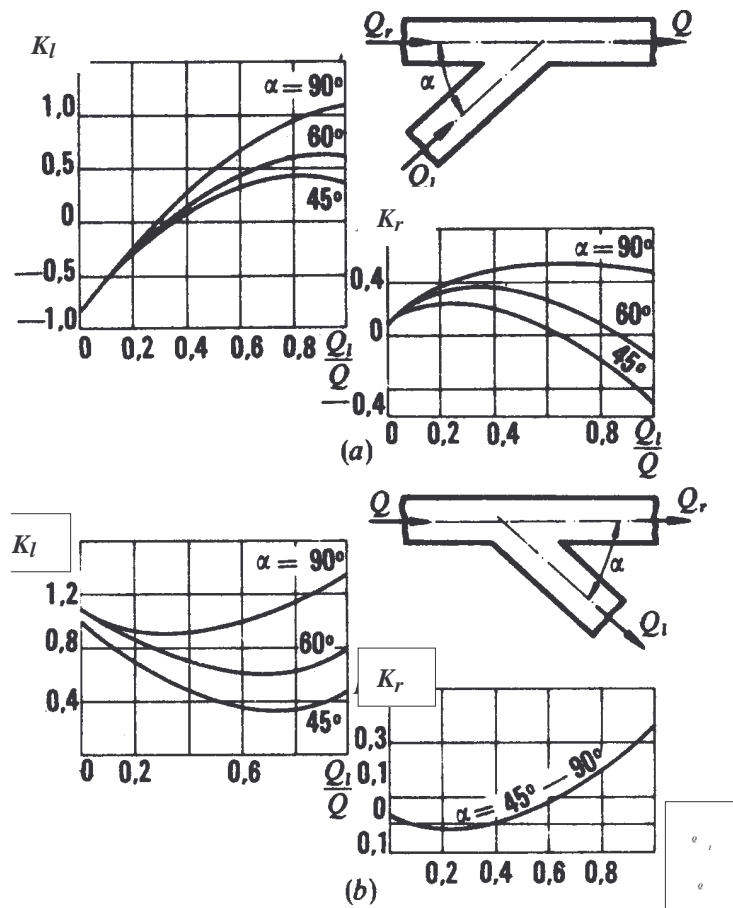 K_l
α = 90°
60°
45°
1,0
0,5
0
—0,5
—1,0
0 0,2 0,4 0,6 0,8 Q_l/Q
Q_r Q
α
Q_l
K_r
α = 90°
60°
45°
0,4
0
—0,4
0 0,2 0,4 0,8 Q_l/Q
(a)
K_l
α = 90°
60°
45°
1,2
0,8
0,4
0 0,2 0,6 Q_l/Q
Q Q_r
α
Q_l
K_r
α = 45° — 90°
0,3
0,1
0
0,1
0,2 0,4 0,6 0,8
Q_l
Q
(b)